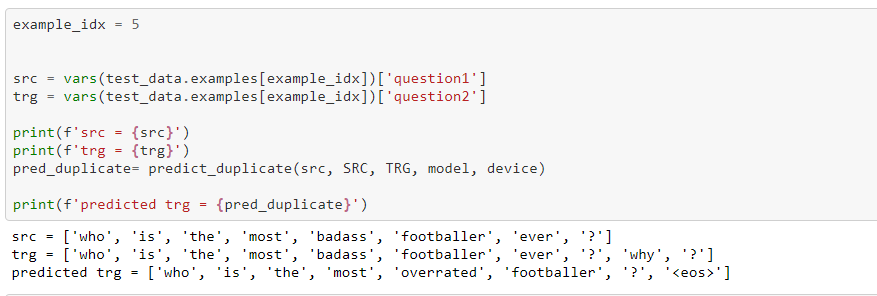 example_idx = 5
src = vars(test_data.examples[example_idx])['question1']
trg = vars(test_data.examples[example_idx])['question2']
print(f'src = {src}')
print(f'trg = {trg}')
pred_duplicate= predict_duplicate(src, SRC, TRG, model, device)
print(f'predicted trg = {pred_duplicate}')
src = ['who', 'is', 'the', 'most', 'badass', 'footballer', 'ever', '?']
trg = ['who', 'is', 'the', 'most', 'badass', 'footballer', 'ever', '?', 'why', '?']
predicted trg = ['who', 'is', 'the', 'most', 'overrated', 'footballer', '?', '<eos>']